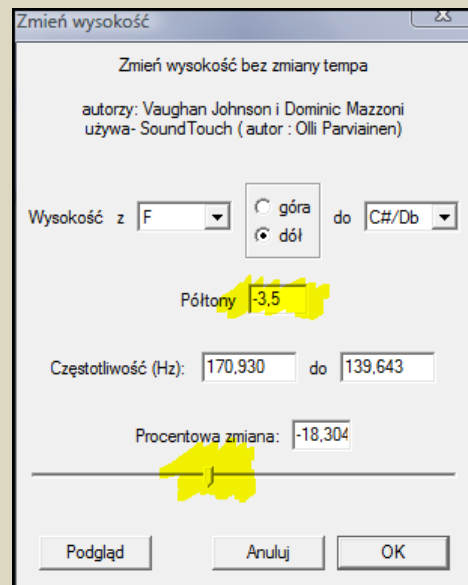 Zmień wysokość
Zmień wysokość bez zmiany tempa
autorzy: Vaughan Johnson i Dominic Mazzoni
używa- SoundTouch ( autor : Olli Parviainen)
Wysokość z F góra dół do C#/Db
Półtony -3,5
Częstotliwość (Hz): 170,930 do 139,643
Procentowa zmiana: -18,304
Podgląd Anuluj OK